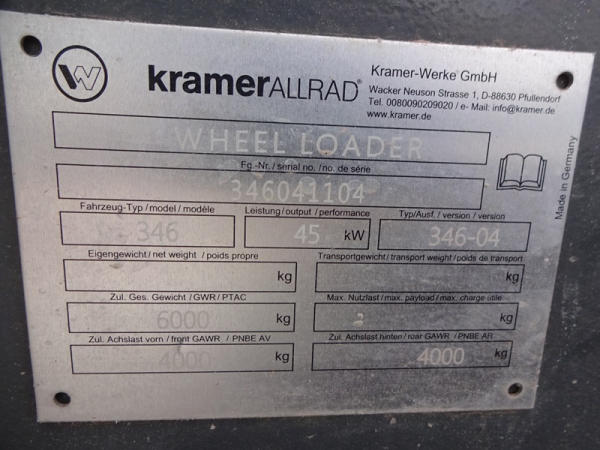 kramerALLRAD®
Kramer-Werke GmbH
Wacker Neuson Strasse 1, D-88630 Pfullendorf
Tel. 0080090209020 / e- Mail: info@kramer.de
www.kramer.de
WHEEL LOADER
Fg.-Nr./ serial no. / no. de série
346041104
Made in Germany
Fahrzeug-Typ / model / modèle
Leistung / output / performance
Typ/Ausf. / version / version
346
45 kW
346-04
Eigengewicht / net weight / poids propre
Transportgewicht / transport weight / poids de transport
kg
kg
Zul. Ges. Gewicht / GWR / PTAC
Max. Nutzlast / max. payload / max. charge utile
6000 kg
kg
Zul. Achslast vorn / front GAWR / PNBE AV
Zul. Achslast hinten / roar GAWR / PNBE AR
4000 kg
4000 kg